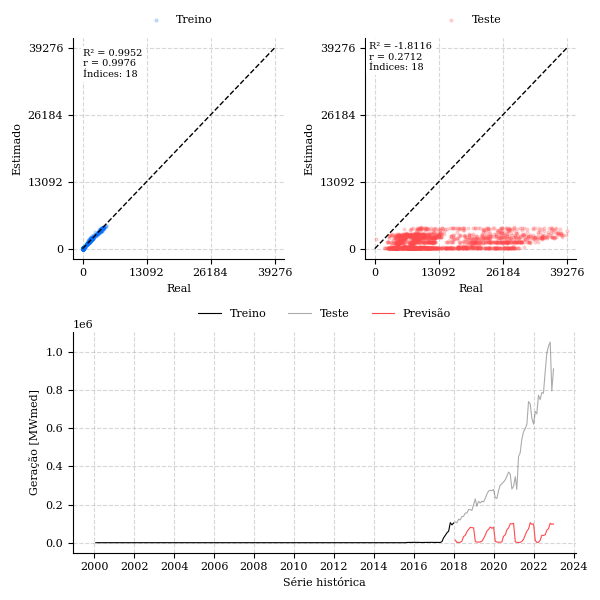 Treino
R² = 0.9952
r = 0.9976
Índices: 18
39276
26184
13092
0
Estimado
0 13092 26184 39276
Real
Teste
R² = -1.8116
r = 0.2712
Índices: 18
39276
26184
13092
0
Estimado
0 13092 26184 39276
Real
Treino Teste Previsão
1e6
1.0
0.8
0.6
0.4
0.2
0.0
Geração [MWmed]
2000 2002 2004 2006 2008 2010 2012 2014 2016 2018 2020 2022 2024
Série histórica